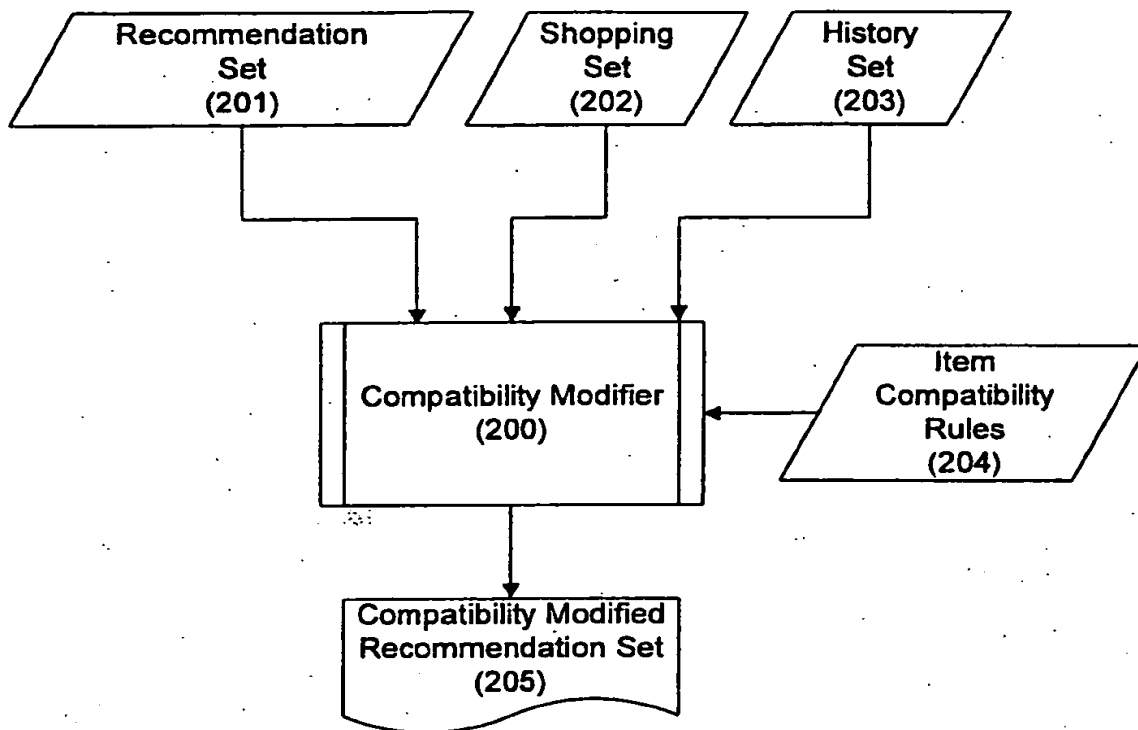 Recommendation
Set
(201)
Shopping
Set
(202)
History
Set
(203)
Compatibility Modifier
(200)
Item
Compatibility
Rules
(204)
Compatibility Modified
Recommendation Set
(205)